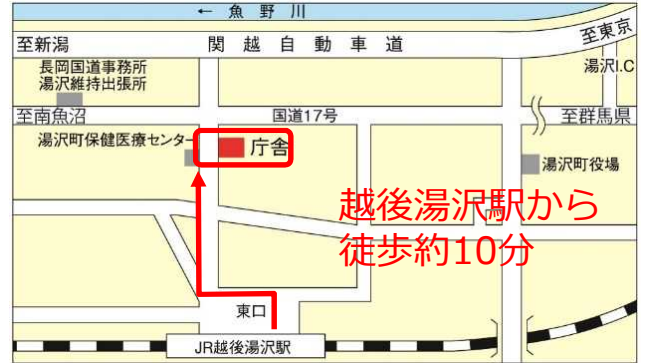 ← 魚野川
至新潟
関越自動車道
至東京
長岡国道事務所
湯沢維持出張所
湯沢I.C
至南魚沼
国道17号
至群馬県
湯沢町保健医療センター
庁舎
湯沢町役場
越後湯沢駅から
徒歩約10分
東口
JR越後湯沢駅